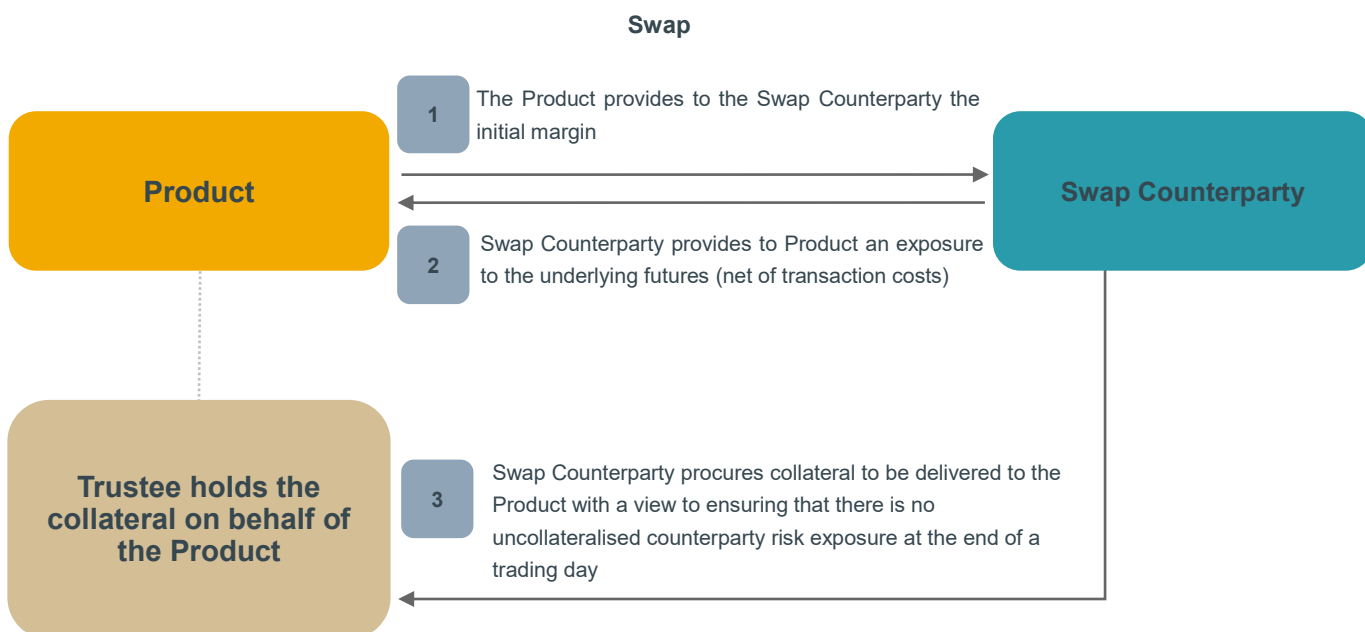 Swap
1
The Product provides to the Swap Counterparty the
initial margin
Product
Swap Counterparty
2
Swap Counterparty provides to Product an exposure
to the underlying futures (net of transaction costs)
Trustee holds the
collateral on behalf of
the Product
3
Swap Counterparty procures collateral to be delivered to the
Product with a view to ensuring that there is no
uncollateralised counterparty risk exposure at the end of a
trading day